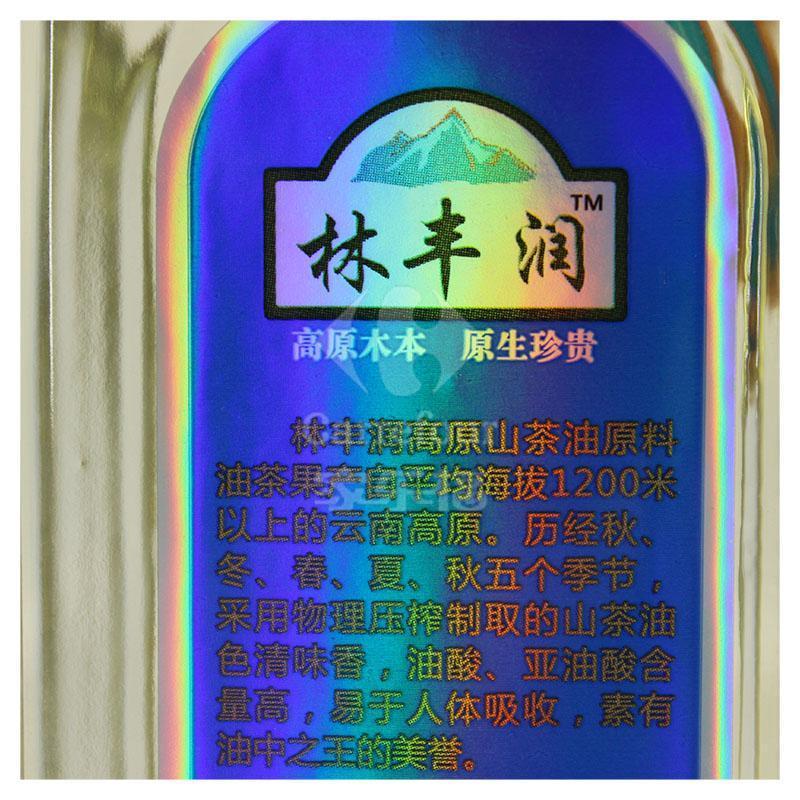 林丰润 TM
高原木本 原生珍贵
林丰润高原山茶油原料
油茶果产自平均海拔1200米
以上的云南高原。历经秋、
冬、春、夏、秋五个季节，
采用物理压榨制取的山茶油
色清味香，油酸、亚油酸含
量高，易于人体吸收，素有
油中之王的美誉。